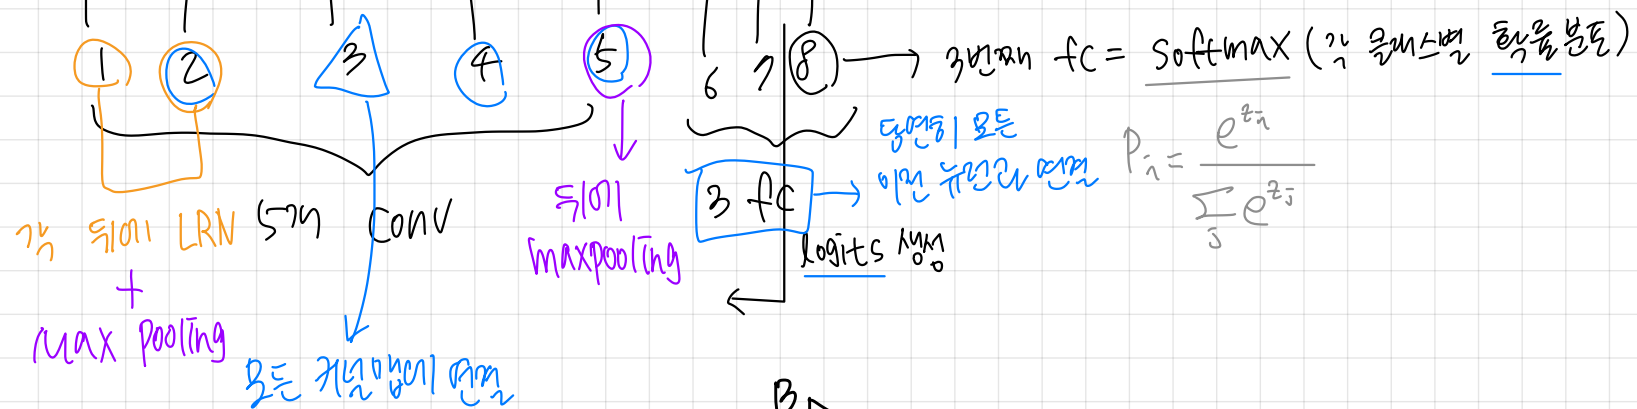 1 2 3 4 5 6 7 8 → 3번째 fc = softmax (각 클래스별 확률분포)
당연히 모든
이전 뉴런과 연결
P_i = e^{z_i} / Σ_j e^{z_j}
3 fc
logits 생성
뒤에
maxpooling
5개 conv
각 뒤에 LRN
+
Max pooling
모든 커널맵에 연결
B